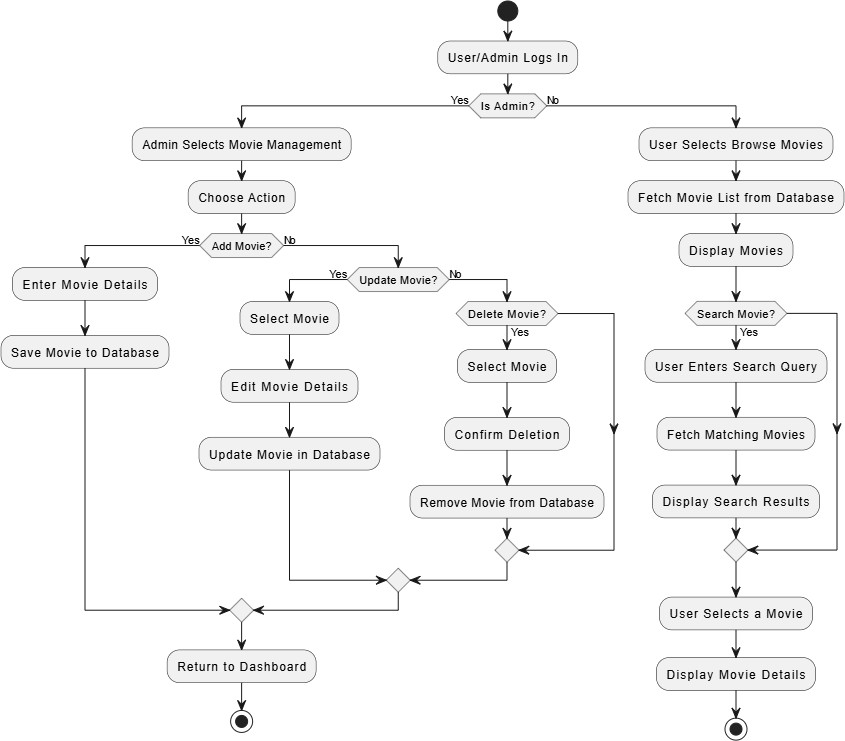 User/Admin Logs In
Yes
Is Admin?
No
Admin Selects Movie Management
Choose Action
Yes
Add Movie?
No
Enter Movie Details
Save Movie to Database
Yes
Update Movie?
No
Select Movie
Edit Movie Details
Update Movie in Database
Delete Movie?
Yes
Select Movie
Confirm Deletion
Remove Movie from Database
Return to Dashboard
User Selects Browse Movies
Fetch Movie List from Database
Display Movies
Search Movie?
Yes
User Enters Search Query
Fetch Matching Movies
Display Search Results
User Selects a Movie
Display Movie Details